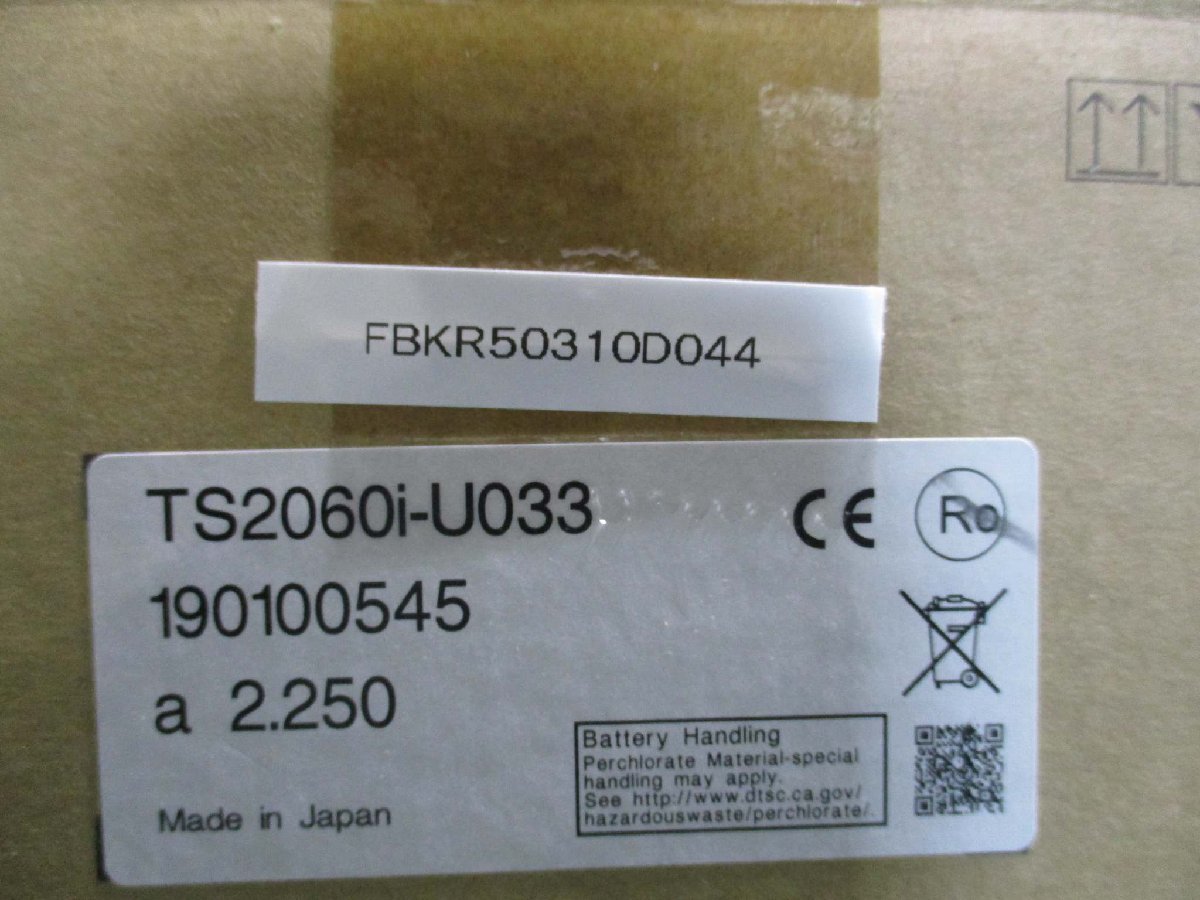 FBKR50310D044
TS2060i-U033
CE
Ro
190100545
a 2.250
Battery Handling
Perchlorate Material-special
handling may apply.
See http://www.dtsc.ca.gov/
hazardouswaste/perchlorate/.
Made in Japan